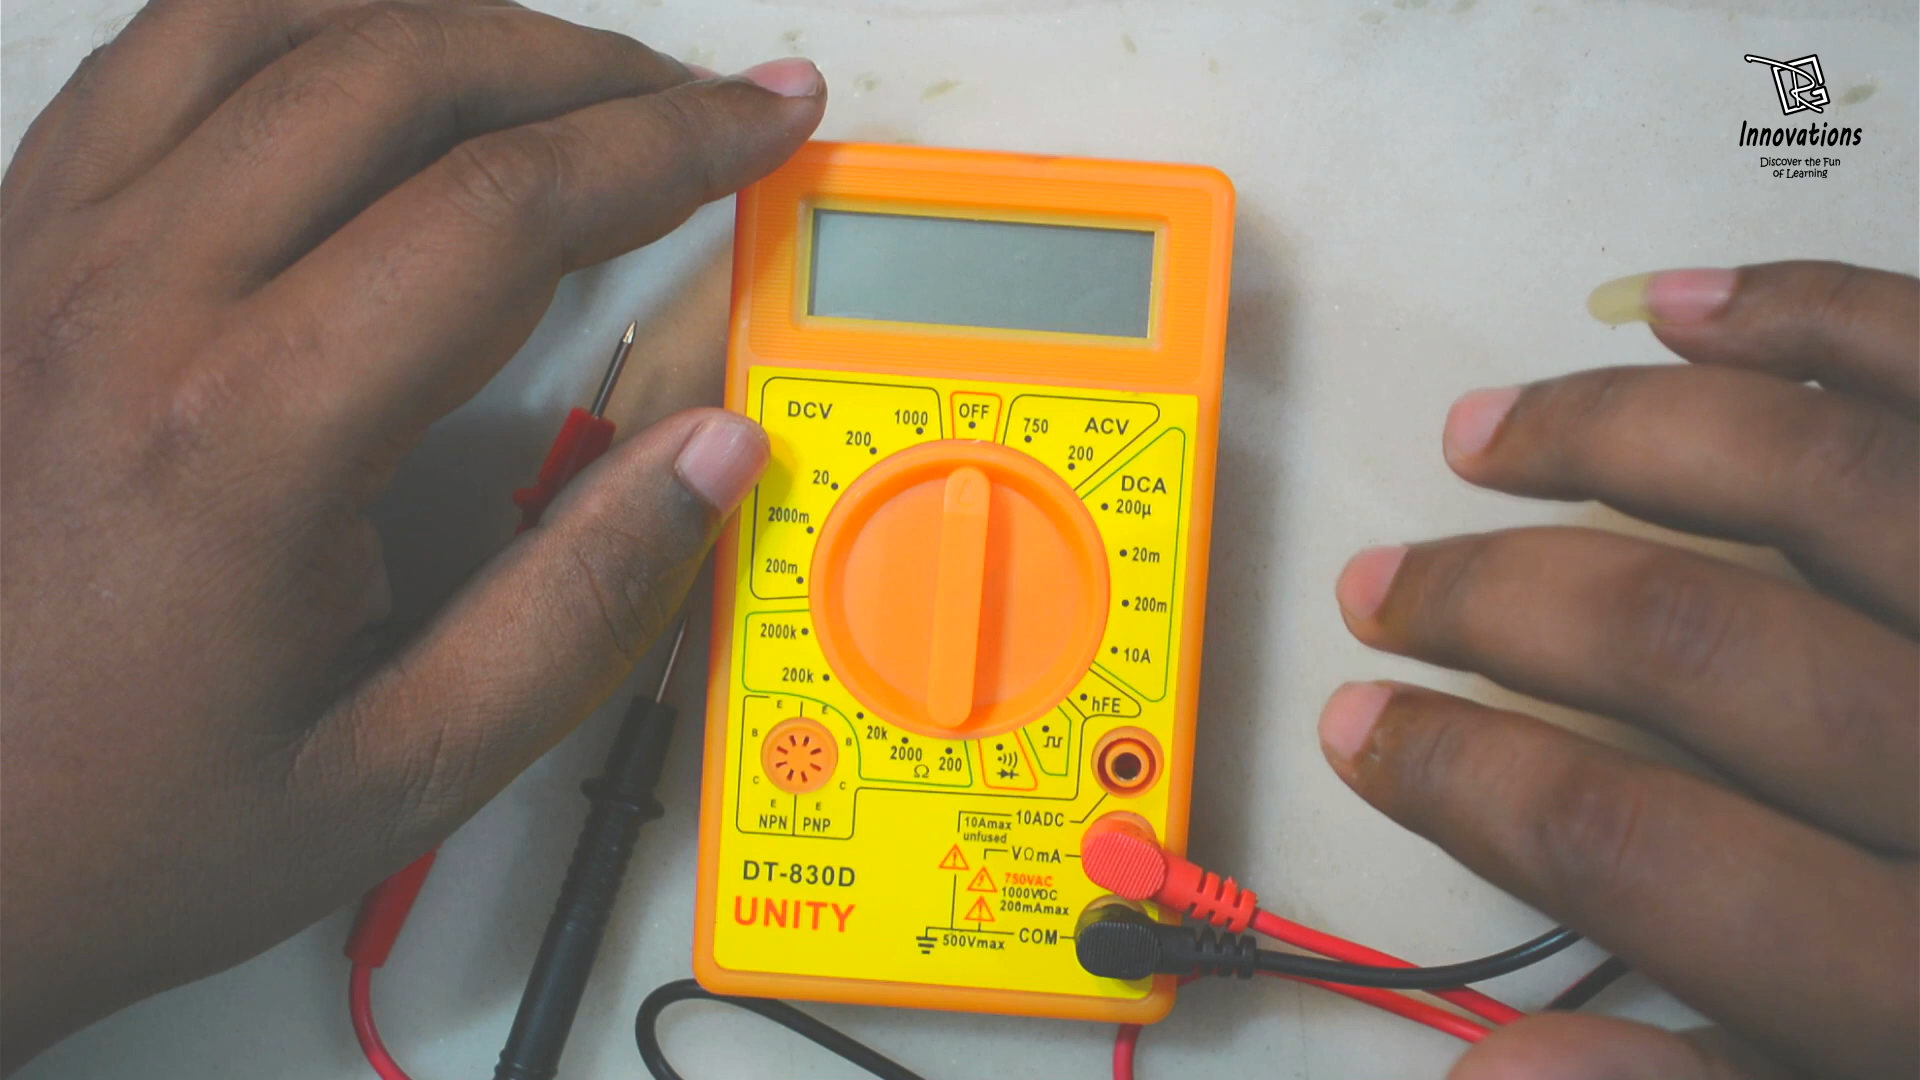 Innovations
Discover the Fun
of Learning
DCV
1000
OFF
750
ACV
200
200
20
DCA
200µ
2000m
20m
200m
200m
2000k
10A
200k
hFE
20k
2000
200
Ω
E
E
B
B
C
C
E
E
NPN
PNP
10ADC
10Amax
unfused
VΩmA
750VAC
1000VDC
200mAmax
500Vmax
COM
DT-830D
UNITY